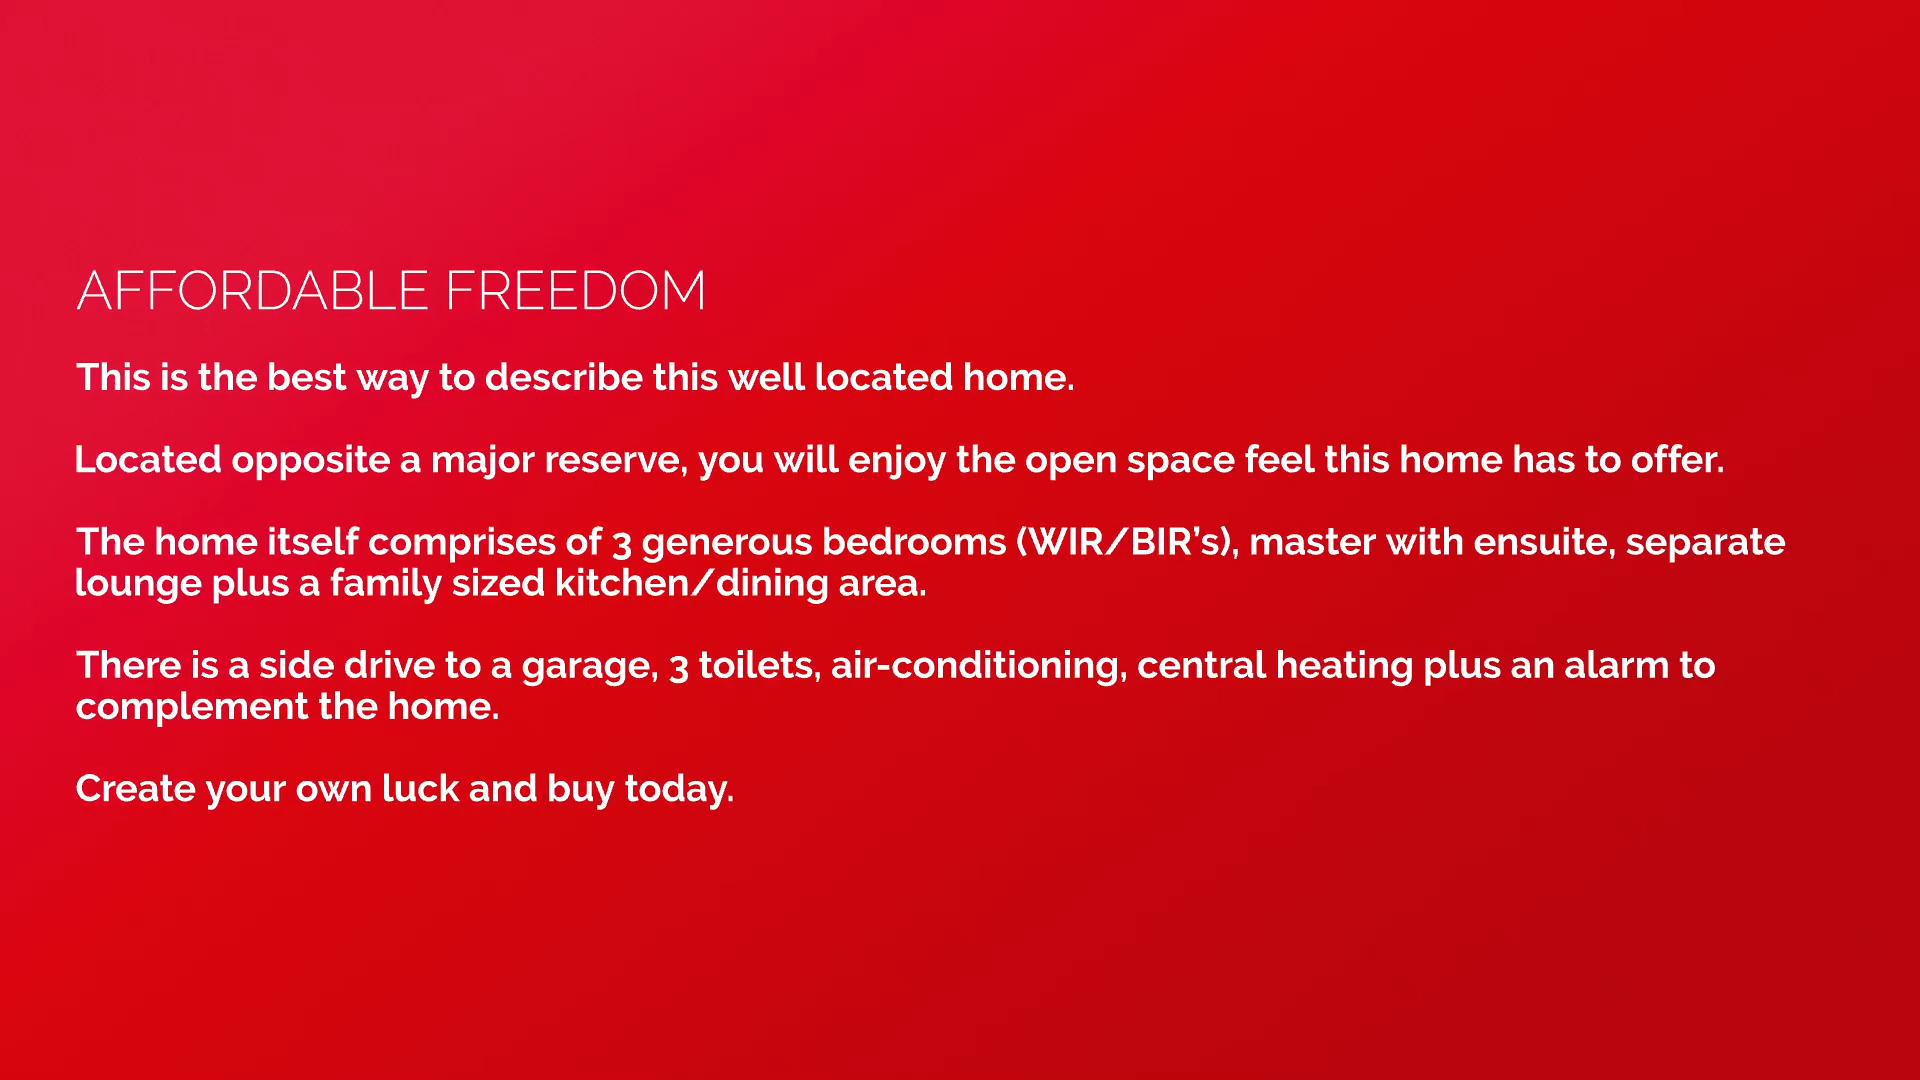 AFFORDABLE FREEDOM
This is the best way to describe this well located home.
Located opposite a major reserve, you will enjoy the open space feel this home has to offer.
The home itself comprises of 3 generous bedrooms (WIR/BIR’s), master with ensuite, separate
lounge plus a family sized kitchen/dining area.
There is a side drive to a garage, 3 toilets, air-conditioning, central heating plus an alarm to
complement the home.
Create your own luck and buy today.